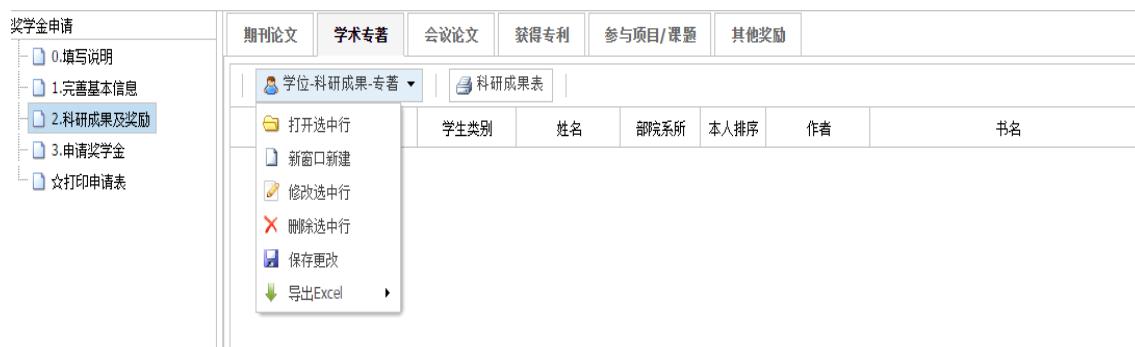 奖学金申请
0.填写说明
1.完善基本信息
2.科研成果及奖励
3.申请奖学金
☆打印申请表
期刊论文 学术专著 会议论文 获得专利 参与项目/课题 其他奖励
学位-科研成果-专著 科研成果表
学生类别 姓名 部院系所 本人排序 作者 书名
打开选中行
新窗口新建
修改选中行
删除选中行
保存更改
导出Excel